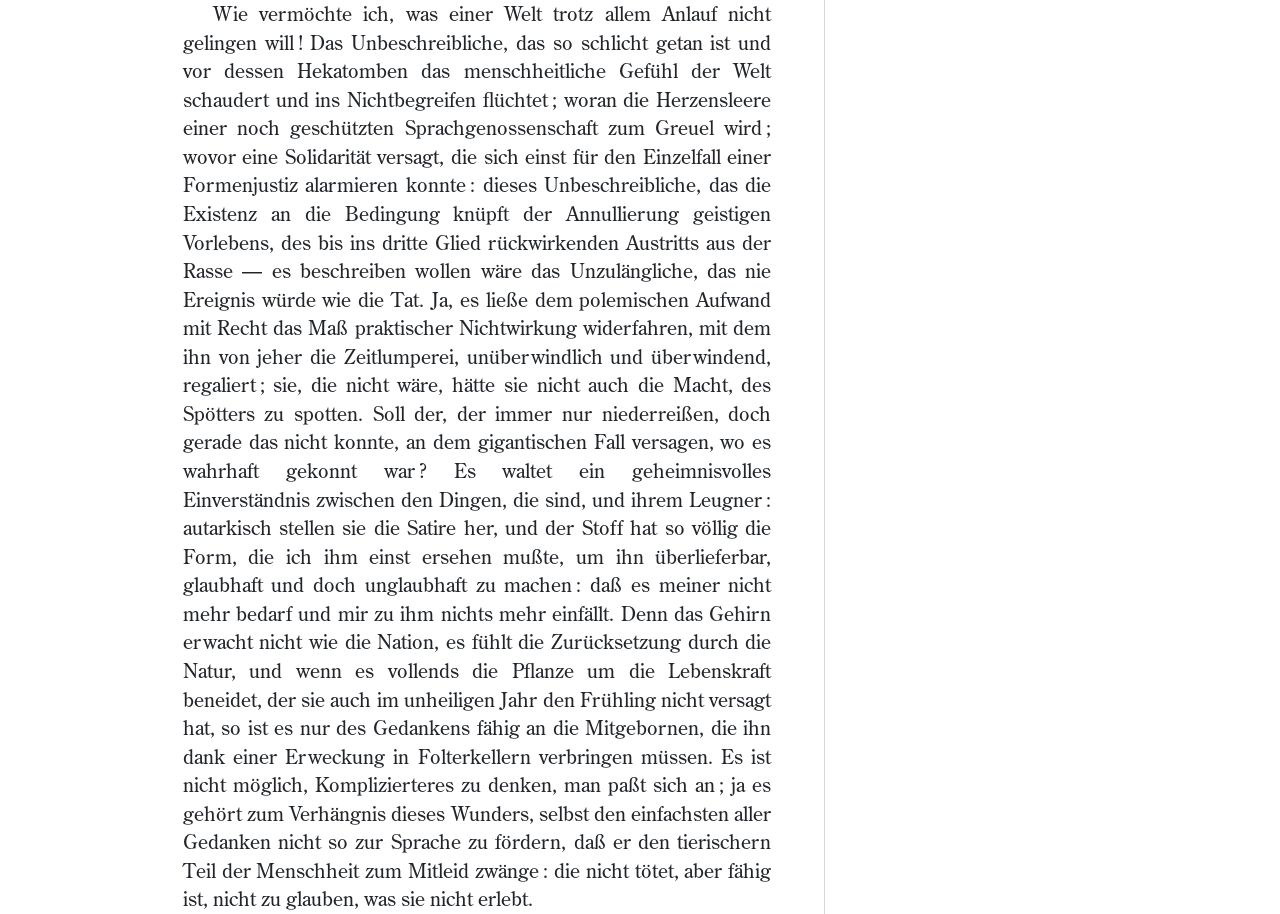 Wie vermöchte ich, was einer Welt trotz allem Anlauf nicht
gelingen will! Das Unbeschreibliche, das so schlicht getan ist und
vor dessen Hekatomben das menschheitliche Gefühl der Welt
schaudert und ins Nichtbegreifen flüchtet; woran die Herzensleere
einer noch geschützten Sprachgenossenschaft zum Greuel wird;
wovor eine Solidarität versagt, die sich einst für den Einzelfall einer
Formenjustiz alarmieren konnte: dieses Unbeschreibliche, das die
Existenz an die Bedingung knüpft der Annullierung geistigen
Vorlebens, des bis ins dritte Glied rückwirkenden Austritts aus der
Rasse — es beschreiben wollen wäre das Unzulängliche, das nie
Ereignis würde wie die Tat. Ja, es ließe dem polemischen Aufwand
mit Recht das Maß praktischer Nichtwirkung widerfahren, mit dem
ihn von jeher die Zeitlumperei, unüberwindlich und überwindend,
regaliert; sie, die nicht wäre, hätte sie nicht auch die Macht, des
Spötters zu spotten. Soll der, der immer nur niederreißen, doch
gerade das nicht konnte, an dem gigantischen Fall versagen, wo es
wahrhaft gekonnt war? Es waltet ein geheimnisvolles
Einverständnis zwischen den Dingen, die sind, und ihrem Leugner:
autarkisch stellen sie die Satire her, und der Stoff hat so völlig die
Form, die ich ihm einst ersehen mußte, um ihn überlieferbar,
glaubhaft und doch unglaubhaft zu machen: daß es meiner nicht
mehr bedarf und mir zu ihm nichts mehr einfällt. Denn das Gehirn
erwacht nicht wie die Nation, es fühlt die Zurücksetzung durch die
Natur, und wenn es vollends die Pflanze um die Lebenskraft
beneidet, der sie auch im unheiligen Jahr den Frühling nicht versagt
hat, so ist es nur des Gedankens fähig an die Mitgebornen, die ihn
dank einer Erweckung in Folterkellern verbringen müssen. Es ist
nicht möglich, Komplizierteres zu denken, man paßt sich an; ja es
gehört zum Verhängnis dieses Wunders, selbst den einfachsten aller
Gedanken nicht so zur Sprache zu fördern, daß er den tierischern
Teil der Menschheit zum Mitleid zwänge: die nicht tötet, aber fähig
ist, nicht zu glauben, was sie nicht erlebt.